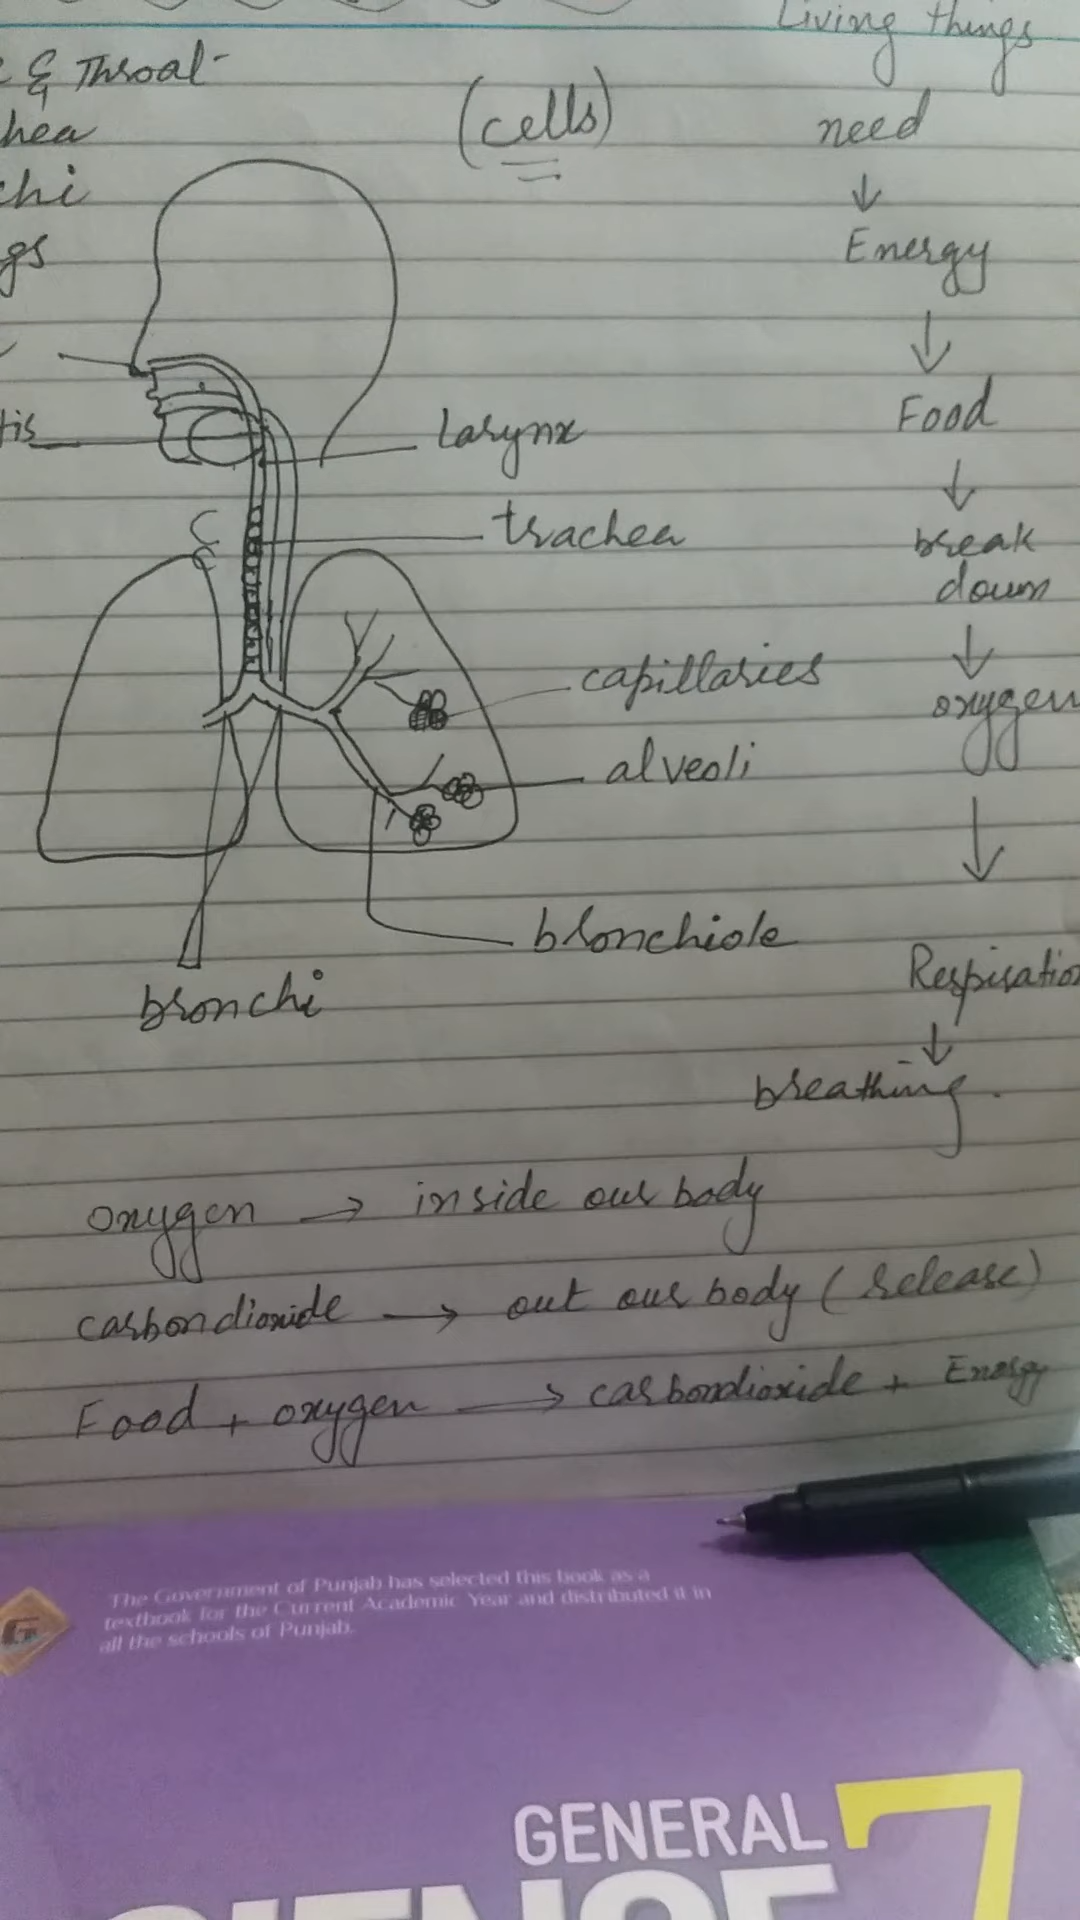 Living things
& Throat
hea
(cells)
need
chi
gs
↓
Energy
↓
Food
tis
larynx
↓
trachea
break
down
↓
capillaries
oxygen
alveoli
↓
bronchiole
Respiration
bronchi
↓
breathing.
oxygen → inside our body
carbondioxide → out our body (release)
Food + oxygen → carbondioxide + Energy
The Government of Punjab has selected this book as a
textbook for the Current Academic Year and distributed it in
all the schools of Punjab.
G
GENERAL
SCIENCE 7